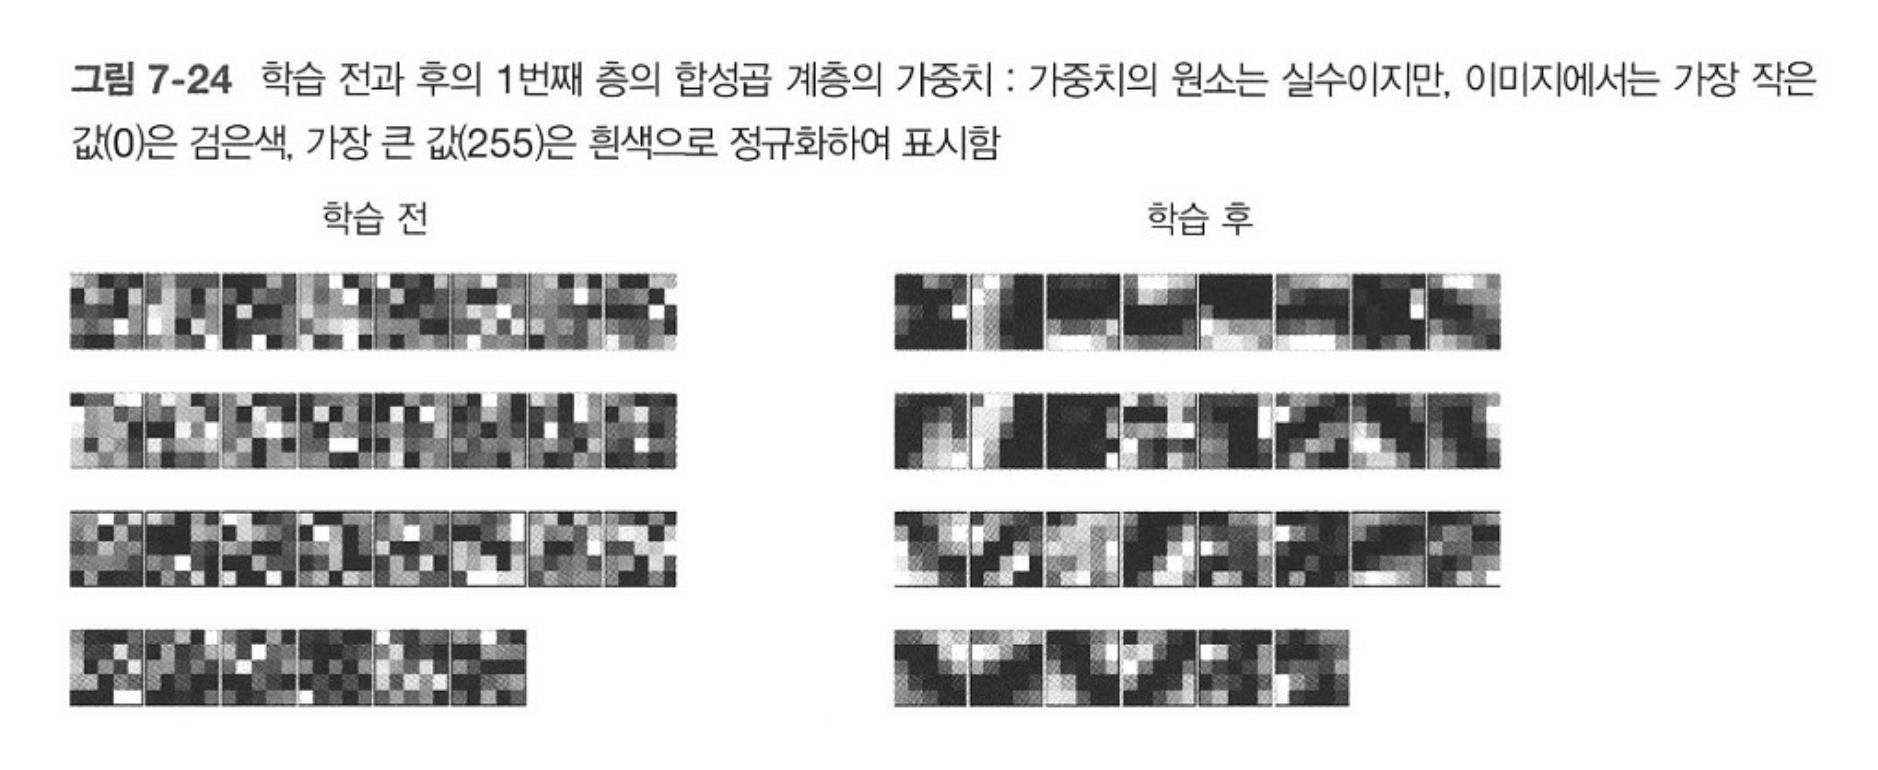 그림 7-24 학습 전과 후의 1번째 층의 합성곱 계층의 가중치 : 가중치의 원소는 실수이지만, 이미지에서는 가장 작은
값(0)은 검은색, 가장 큰 값(255)은 흰색으로 정규화하여 표시함
학습 전
학습 후